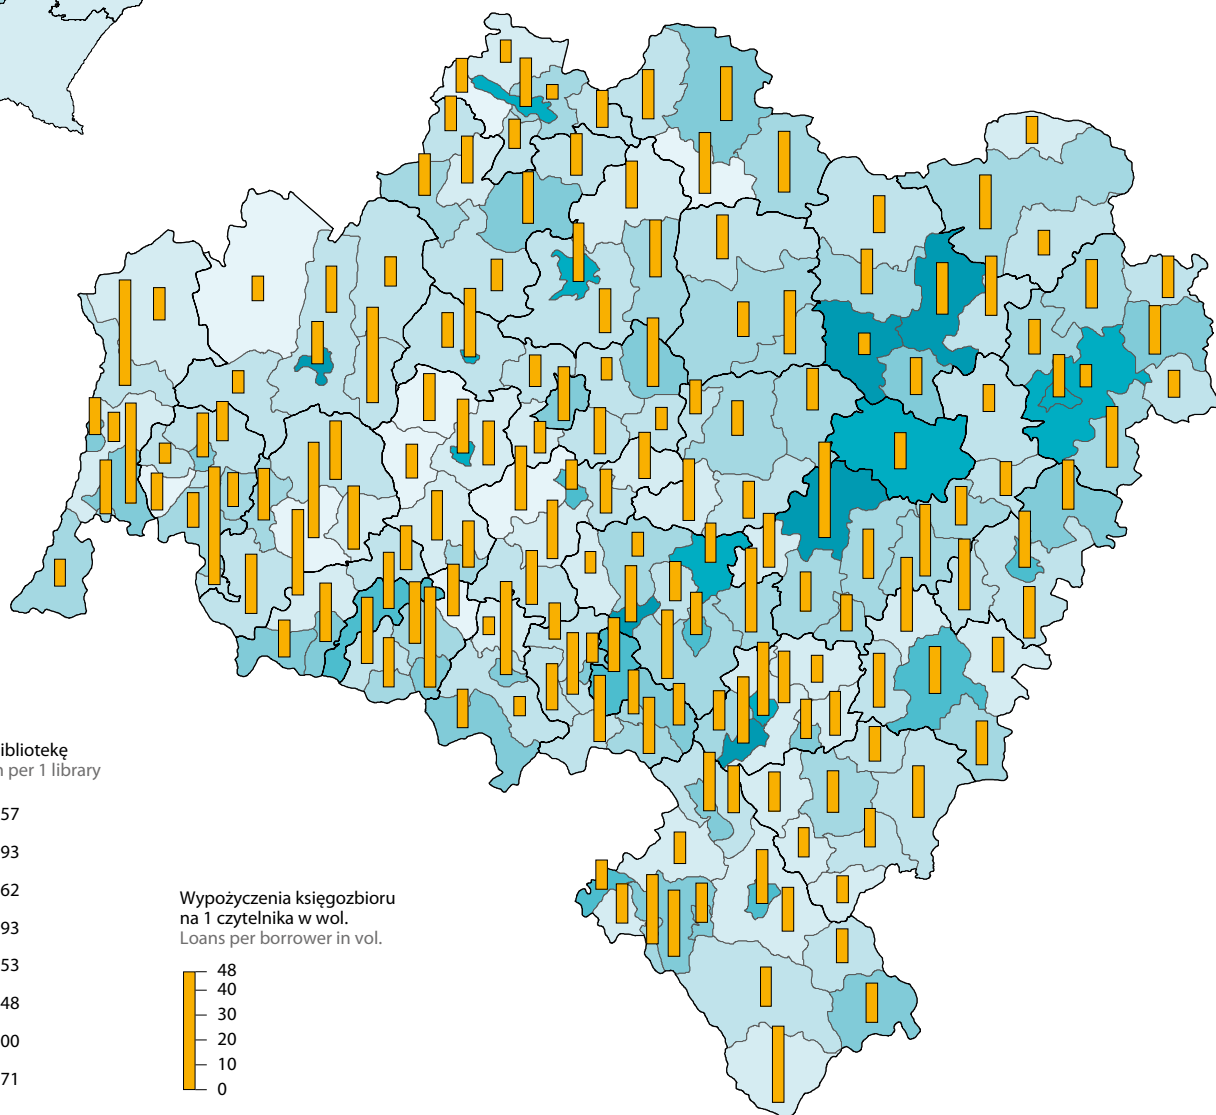 ibliotekę
n per 1 library
57
93
62
93
53
48
00
71
Wypożyczenia księgozbioru
na 1 czytelnika w wol.
Loans per borrower in vol.
48
40
30
20
10
0